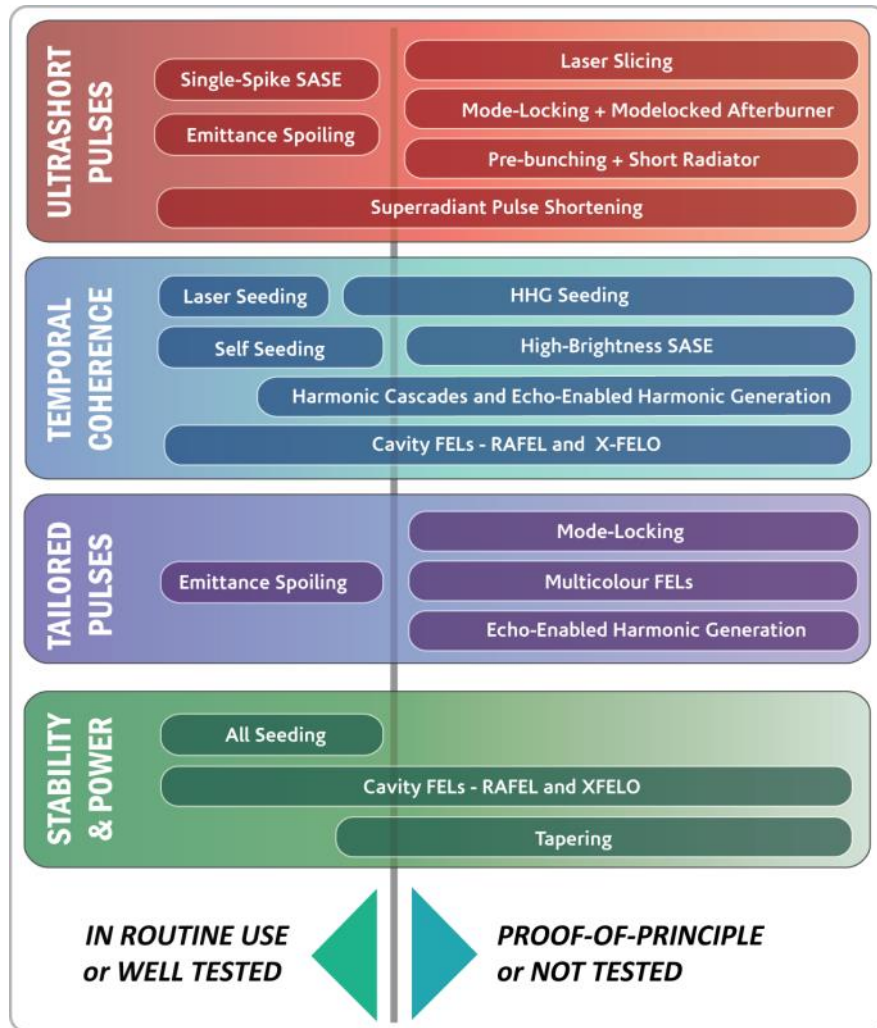 ULTRASHORT
PULSES
Single-Spike SASE
Emittance Spoiling
Laser Slicing
Mode-Locking + Modelocked Afterburner
Pre-bunching + Short Radiator
Superradiant Pulse Shortening
TEMPORAL
COHERENCE
Laser Seeding
HHG Seeding
Self Seeding
High-Brightness SASE
Harmonic Cascades and Echo-Enabled Harmonic Generation
Cavity FELs - RAFEL and X-FELO
TAILORED
PULSES
Emittance Spoiling
Mode-Locking
Multicolour FELs
Echo-Enabled Harmonic Generation
STABILITY
& POWER
All Seeding
Cavity FELs - RAFEL and XFELO
Tapering
IN ROUTINE USE
or WELL TESTED
PROOF-OF-PRINCIPLE
or NOT TESTED